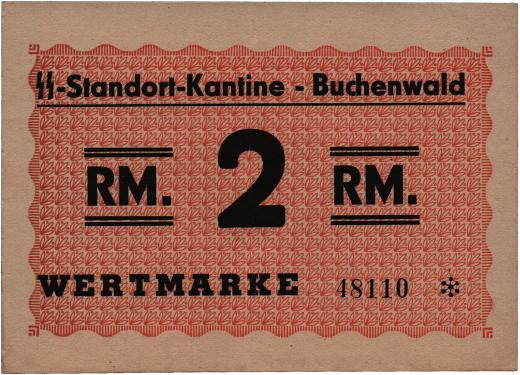 ᛋᛋ-Standort-Kantine - Buchenwald
RM. 2 RM.
WERTMARKE 48110 *